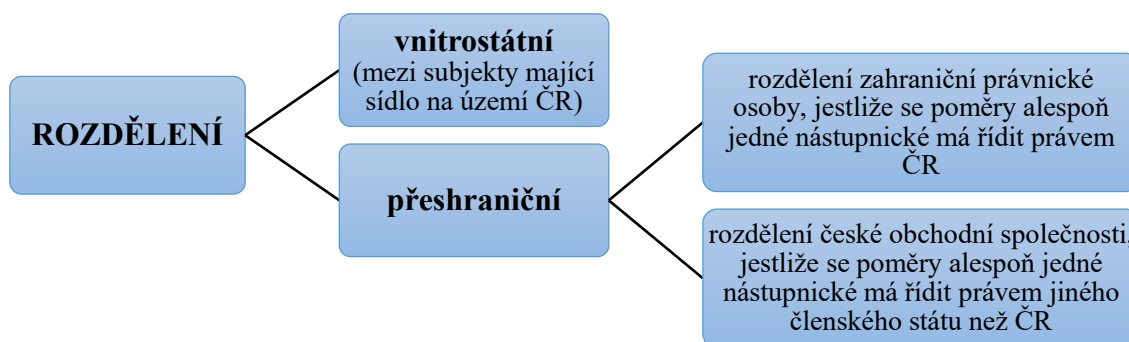 ROZDĚLENÍ
vnitrostátní
(mezi subjekty mající
sídlo na území ČR)
přeshraniční
rozdělení zahraniční právnické
osoby, jestliže se poměry alespoň
jedné nástupnické má řídit právem
ČR
rozdělení české obchodní společnosti,
jestliže se poměry alespoň jedné
nástupnické má řídit právem jiného
členského státu než ČR